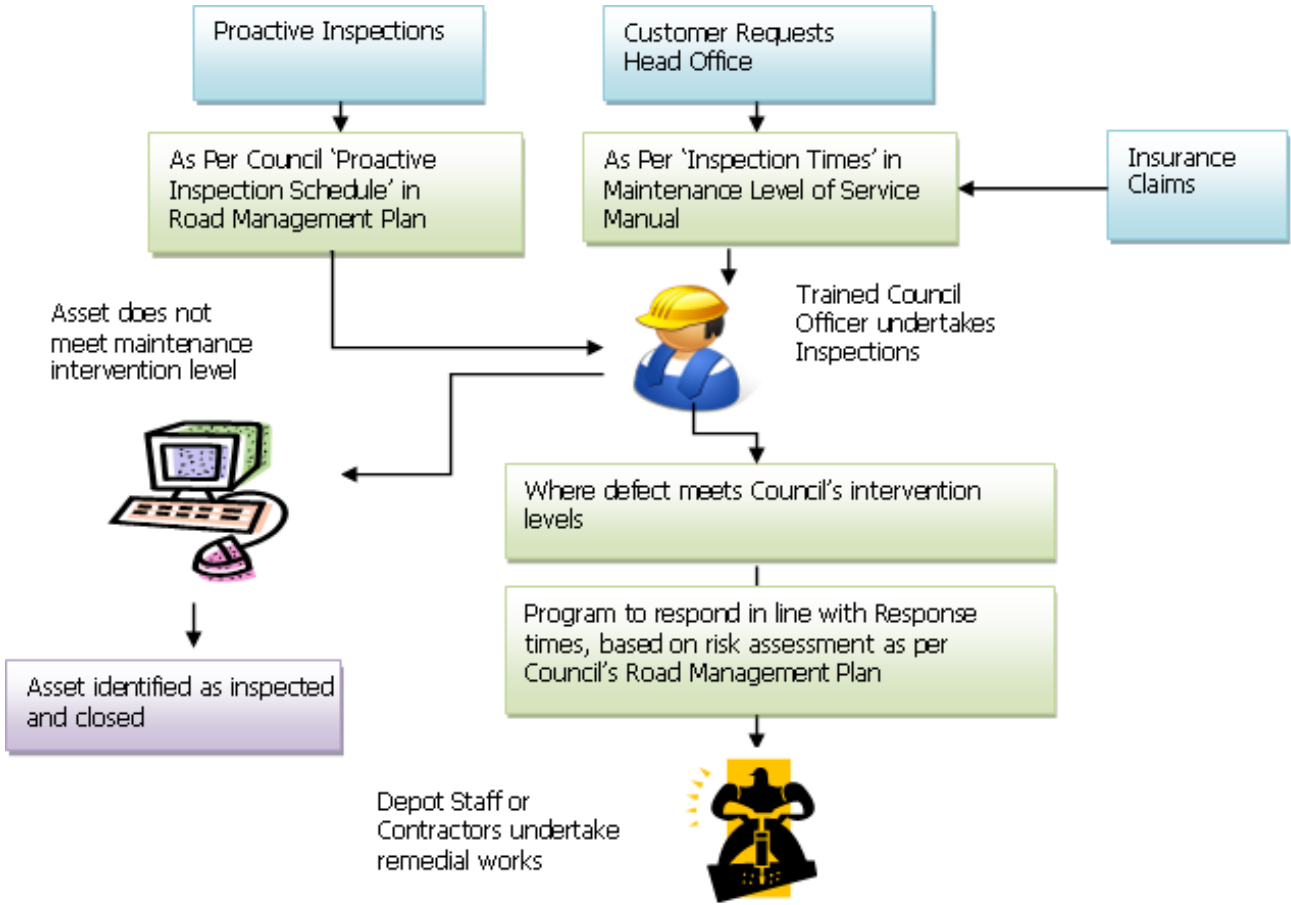 Proactive Inspections
Customer Requests
Head Office
As Per Council ‘Proactive
Inspection Schedule’ in
Road Management Plan
As Per ‘Inspection Times’ in
Maintenance Level of Service
Manual
Insurance
Claims
Trained Council
Officer undertakes
Inspections
Asset does not
meet maintenance
intervention level
Where defect meets Council’s intervention
levels
Program to respond in line with Response
times, based on risk assessment as per
Council’s Road Management Plan
Asset identified as inspected
and closed
Depot Staff or
Contractors undertake
remedial works